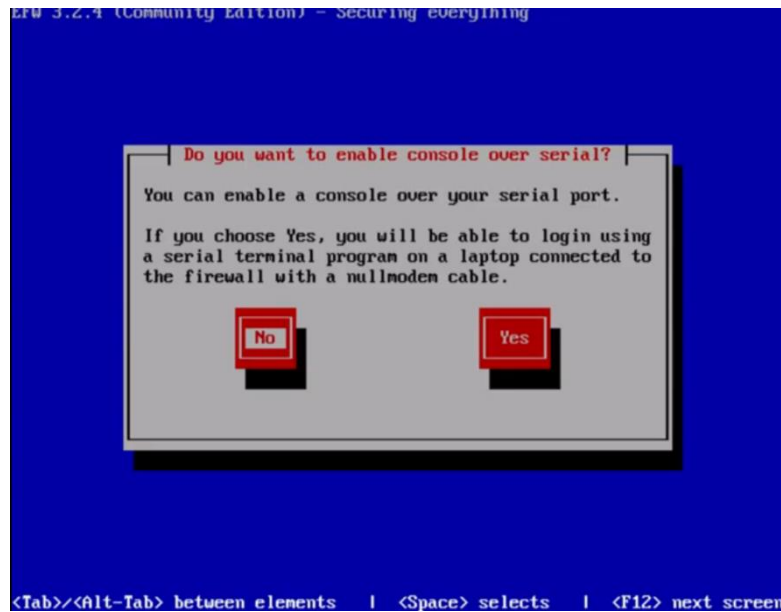 EFW 3.2.4 (Community Edition) - Securing everyIhing
Do you want to enable console over serial?
You can enable a console over your serial port.
If you choose Yes, you will be able to login using
a serial terminal program on a laptop connected to
the firewall with a nullmodem cable.
No Yes
<Tab>/<Alt-Tab> between elements | <Space> selects | <F12> next screen